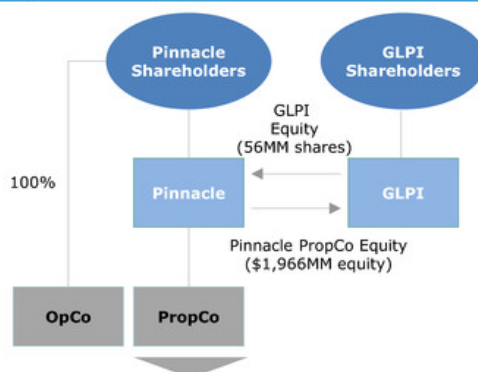 Pinnacle
Shareholders
GLPI
Shareholders
GLPI
Equity
(56MM shares)
100%
Pinnacle
GLPI
Pinnacle PropCo Equity
($1,966MM equity)
OpCo
PropCo